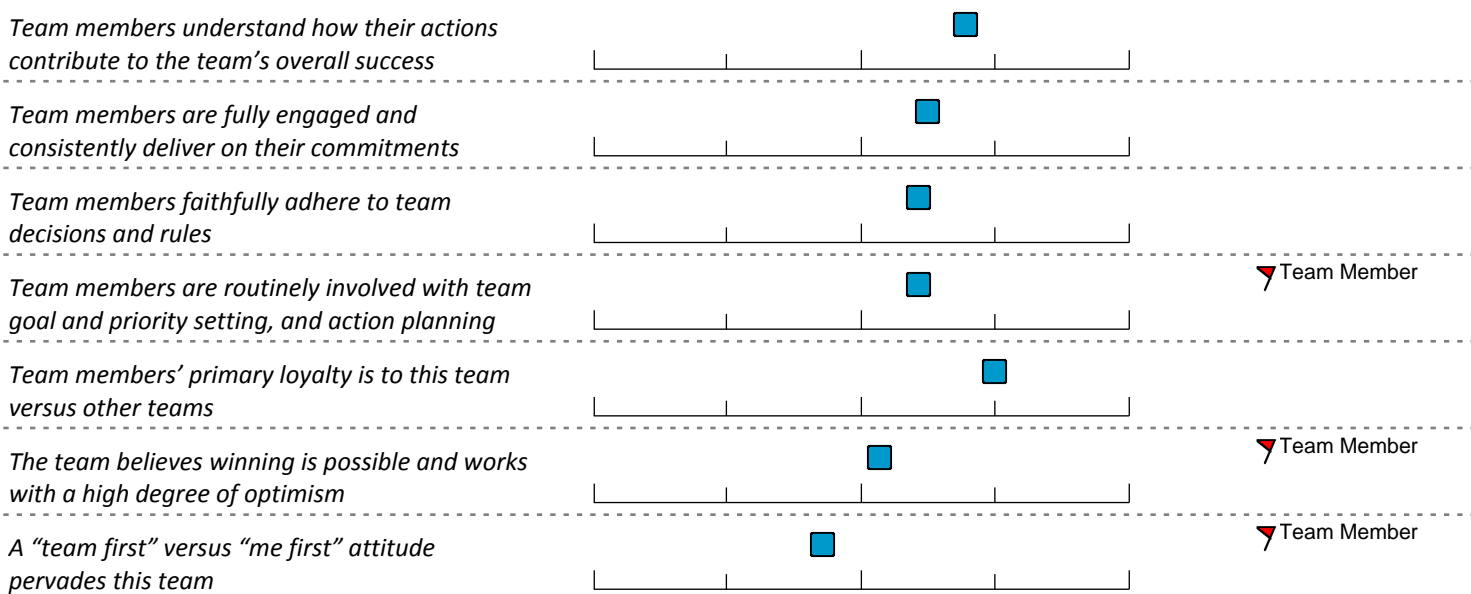 Team members understand how their actions
contribute to the team’s overall success
Team members are fully engaged and
consistently deliver on their commitments
Team members faithfully adhere to team
decisions and rules
Team members are routinely involved with team
goal and priority setting, and action planning
Team Member
Team members’ primary loyalty is to this team
versus other teams
The team believes winning is possible and works
with a high degree of optimism
Team Member
A “team first” versus “me first” attitude
pervades this team
Team Member